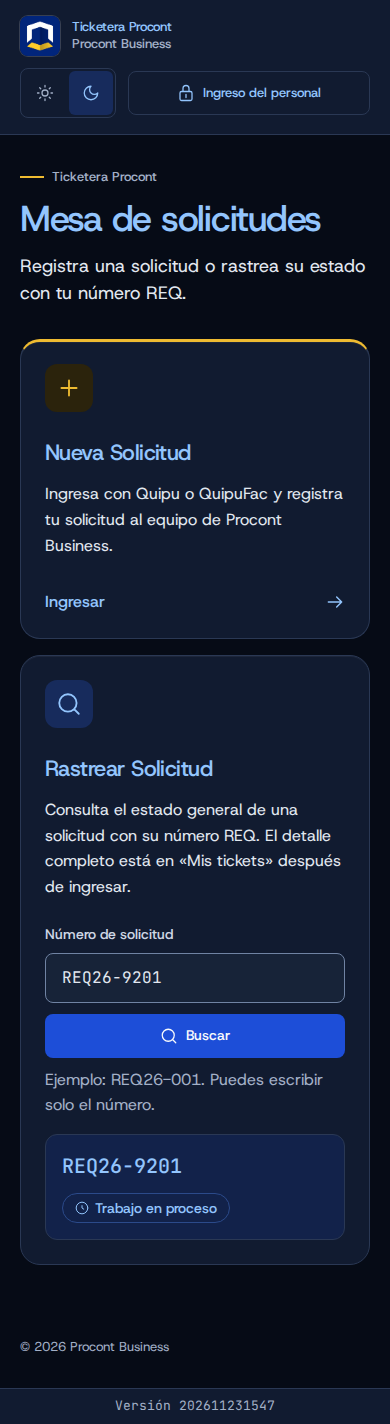 Ticketera Procont
Procont Business
Ingreso del personal
Ticketera Procont
Mesa de solicitudes
Registra una solicitud o rastrea su estado
con tu número REQ.
Nueva Solicitud
Ingresa con Quipu o QuipuFac y registra
tu solicitud al equipo de Procont
Business.
Ingresar
Rastrear Solicitud
Consulta el estado general de una
solicitud con su número REQ. El detalle
completo está en «Mis tickets» después
de ingresar.
Número de solicitud
REQ26-9201
Buscar
Ejemplo: REQ26-001. Puedes escribir
solo el número.
REQ26-9201
Trabajo en proceso
© 2026 Procont Business
Versión 202611231547